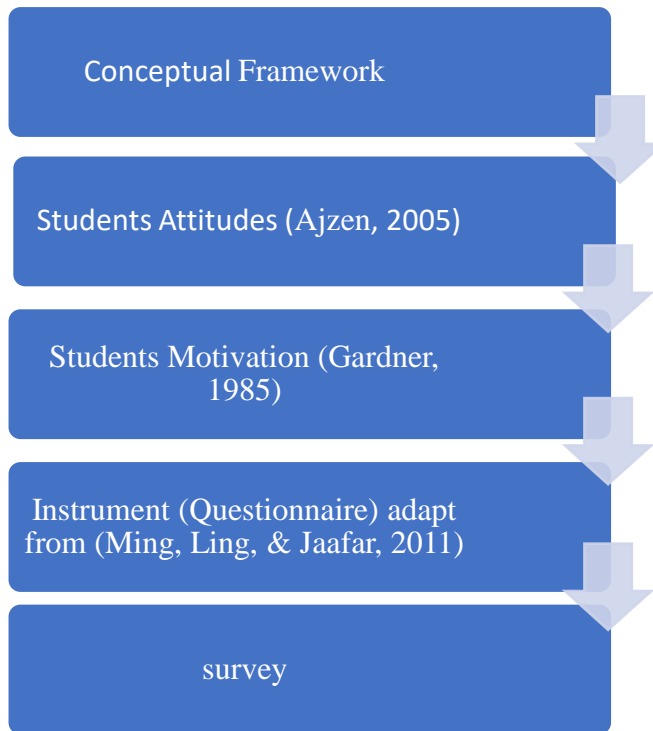 Conceptual Framework
Students Attitudes (Ajzen, 2005)
Students Motivation (Gardner,
1985)
Instrument (Questionnaire) adapt
from (Ming, Ling, & Jaafar, 2011)
survey